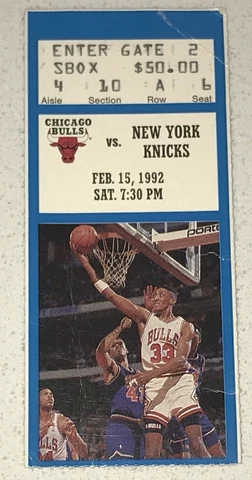 ENTER GATE 2
SBOX $50.00
4 10 A 6
Aisle Section Row Seat
CHICAGO
BULLS
vs. NEW YORK
KNICKS
FEB. 15, 1992
SAT. 7:30 PM
BULLS
33
4